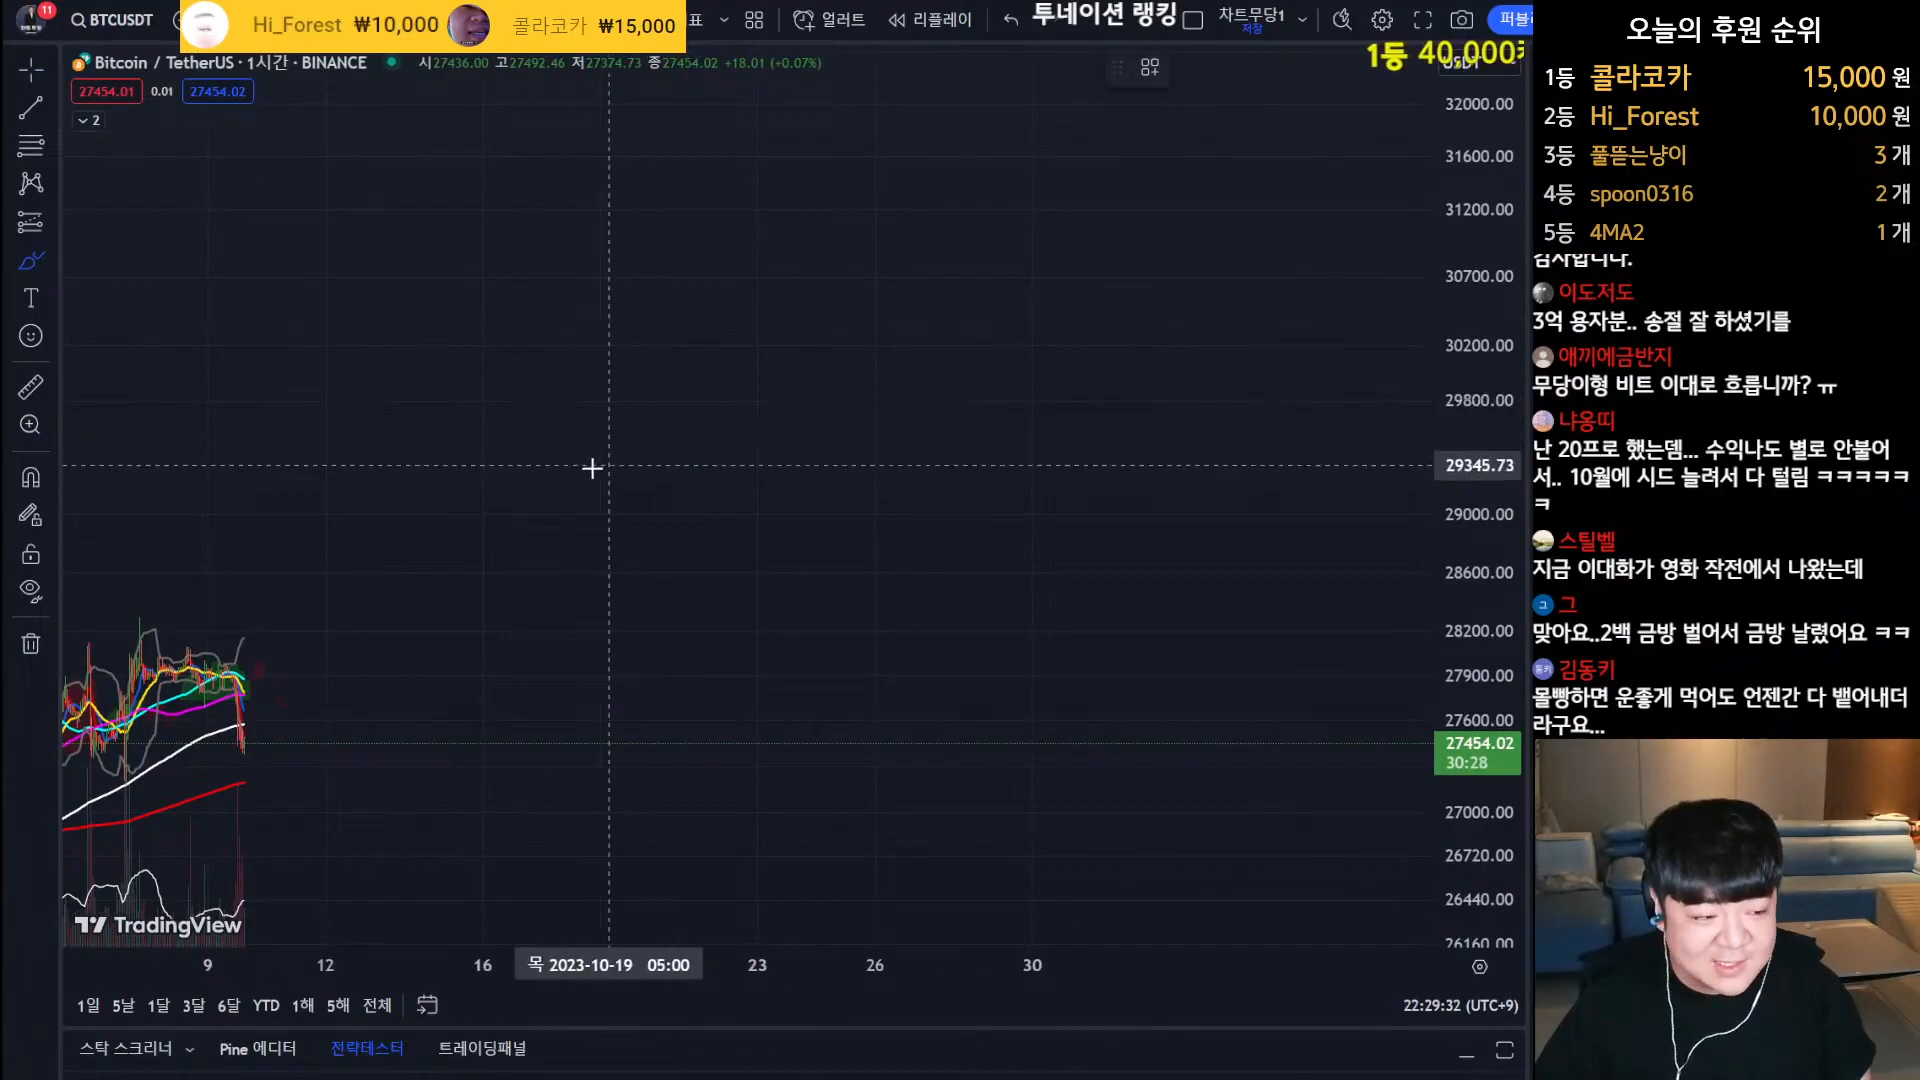 11
BTCUSDT
Hi_Forest ₩10,000
콜라코카 ₩15,000
표
얼러트
리플레이
투네이션 랭킹
차트무당1
저장
1등 40,000
Bitcoin / TetherUS · 1시간 · BINANCE
시27436.00 고27492.46 저27374.73 종27454.02 +18.01 (+0.07%)
27454.01 0.01 27454.02
2
32000.00
31600.00
31200.00
30700.00
30200.00
29800.00
29345.73
29000.00
28600.00
28200.00
27900.00
27600.00
27454.02
30:28
27000.00
26720.00
26440.00
26160.00
TradingView
9 12 16 목 2023-10-19 05:00 23 26 30
1일 5날 1달 3달 6달 YTD 1해 5해 전체
22:29:32 (UTC+9)
스탁 스크리너 Pine 에디터 전략테스터 트레이딩패널
오늘의 후원 순위
1등 콜라코카 15,000 원
2등 Hi_Forest 10,000 원
3등 풀뜯는냥이 3 개
4등 spoon0316 2 개
5등 4MA2 1 개
감사합니다.
이도저도
3억 용자분.. 송절 잘 하셨기를
애끼에금반지
무당이형 비트 이대로 흐릅니까? ㅠ
냐옹띠
난 20프로 했는뎀... 수익나도 별로 안불어
서.. 10월에 시드 늘려서 다 털림 ㅋㅋㅋㅋㅋ
ㅋ
스틸벨
지금 이대화가 영화 작전에서 나왔는데
그 그
맞아요..2백 금방 벌어서 금방 날렸어요 ㅋㅋ
동키 김동키
몰빵하면 운좋게 먹어도 언젠간 다 뱉어내더
라구요...